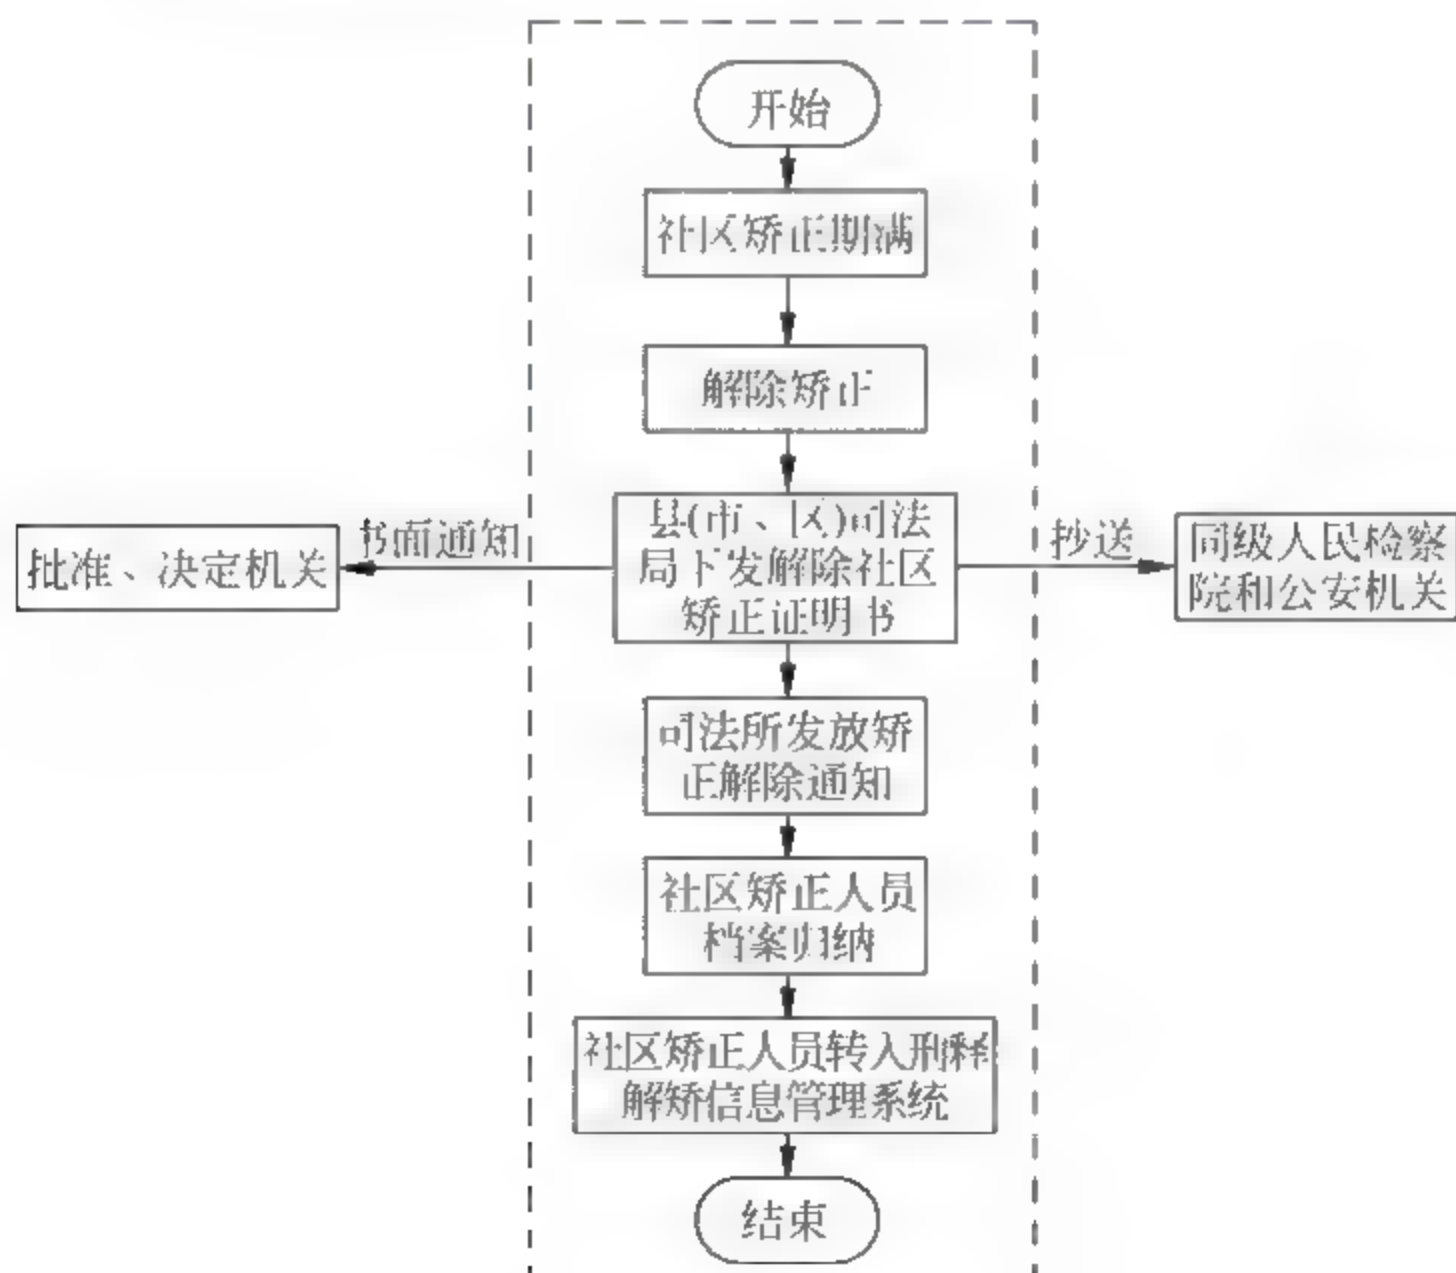 开始
社区矫正期满
解除矫正
县(市、区)司法
局下发解除社区
矫正证明书
书面通知
批准、决定机关
抄送
同级人民检察
院和公安机关
司法所发放矫
正解除通知
社区矫正人员
档案归纳
社区矫正人员转入刑释
解矫信息管理系统
结束